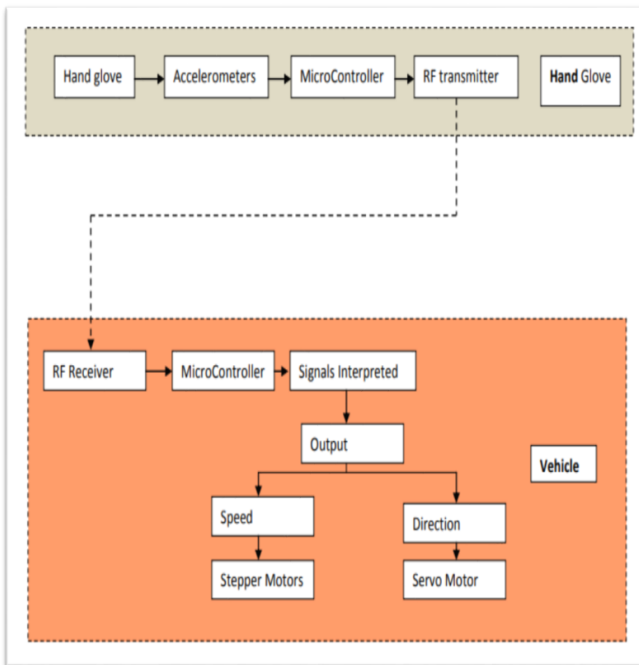 Hand glove
Accelerometers
MicroController
RF transmitter
Hand Glove
RF Receiver
MicroController
Signals Interpreted
Output
Vehicle
Speed
Direction
Stepper Motors
Servo Motor